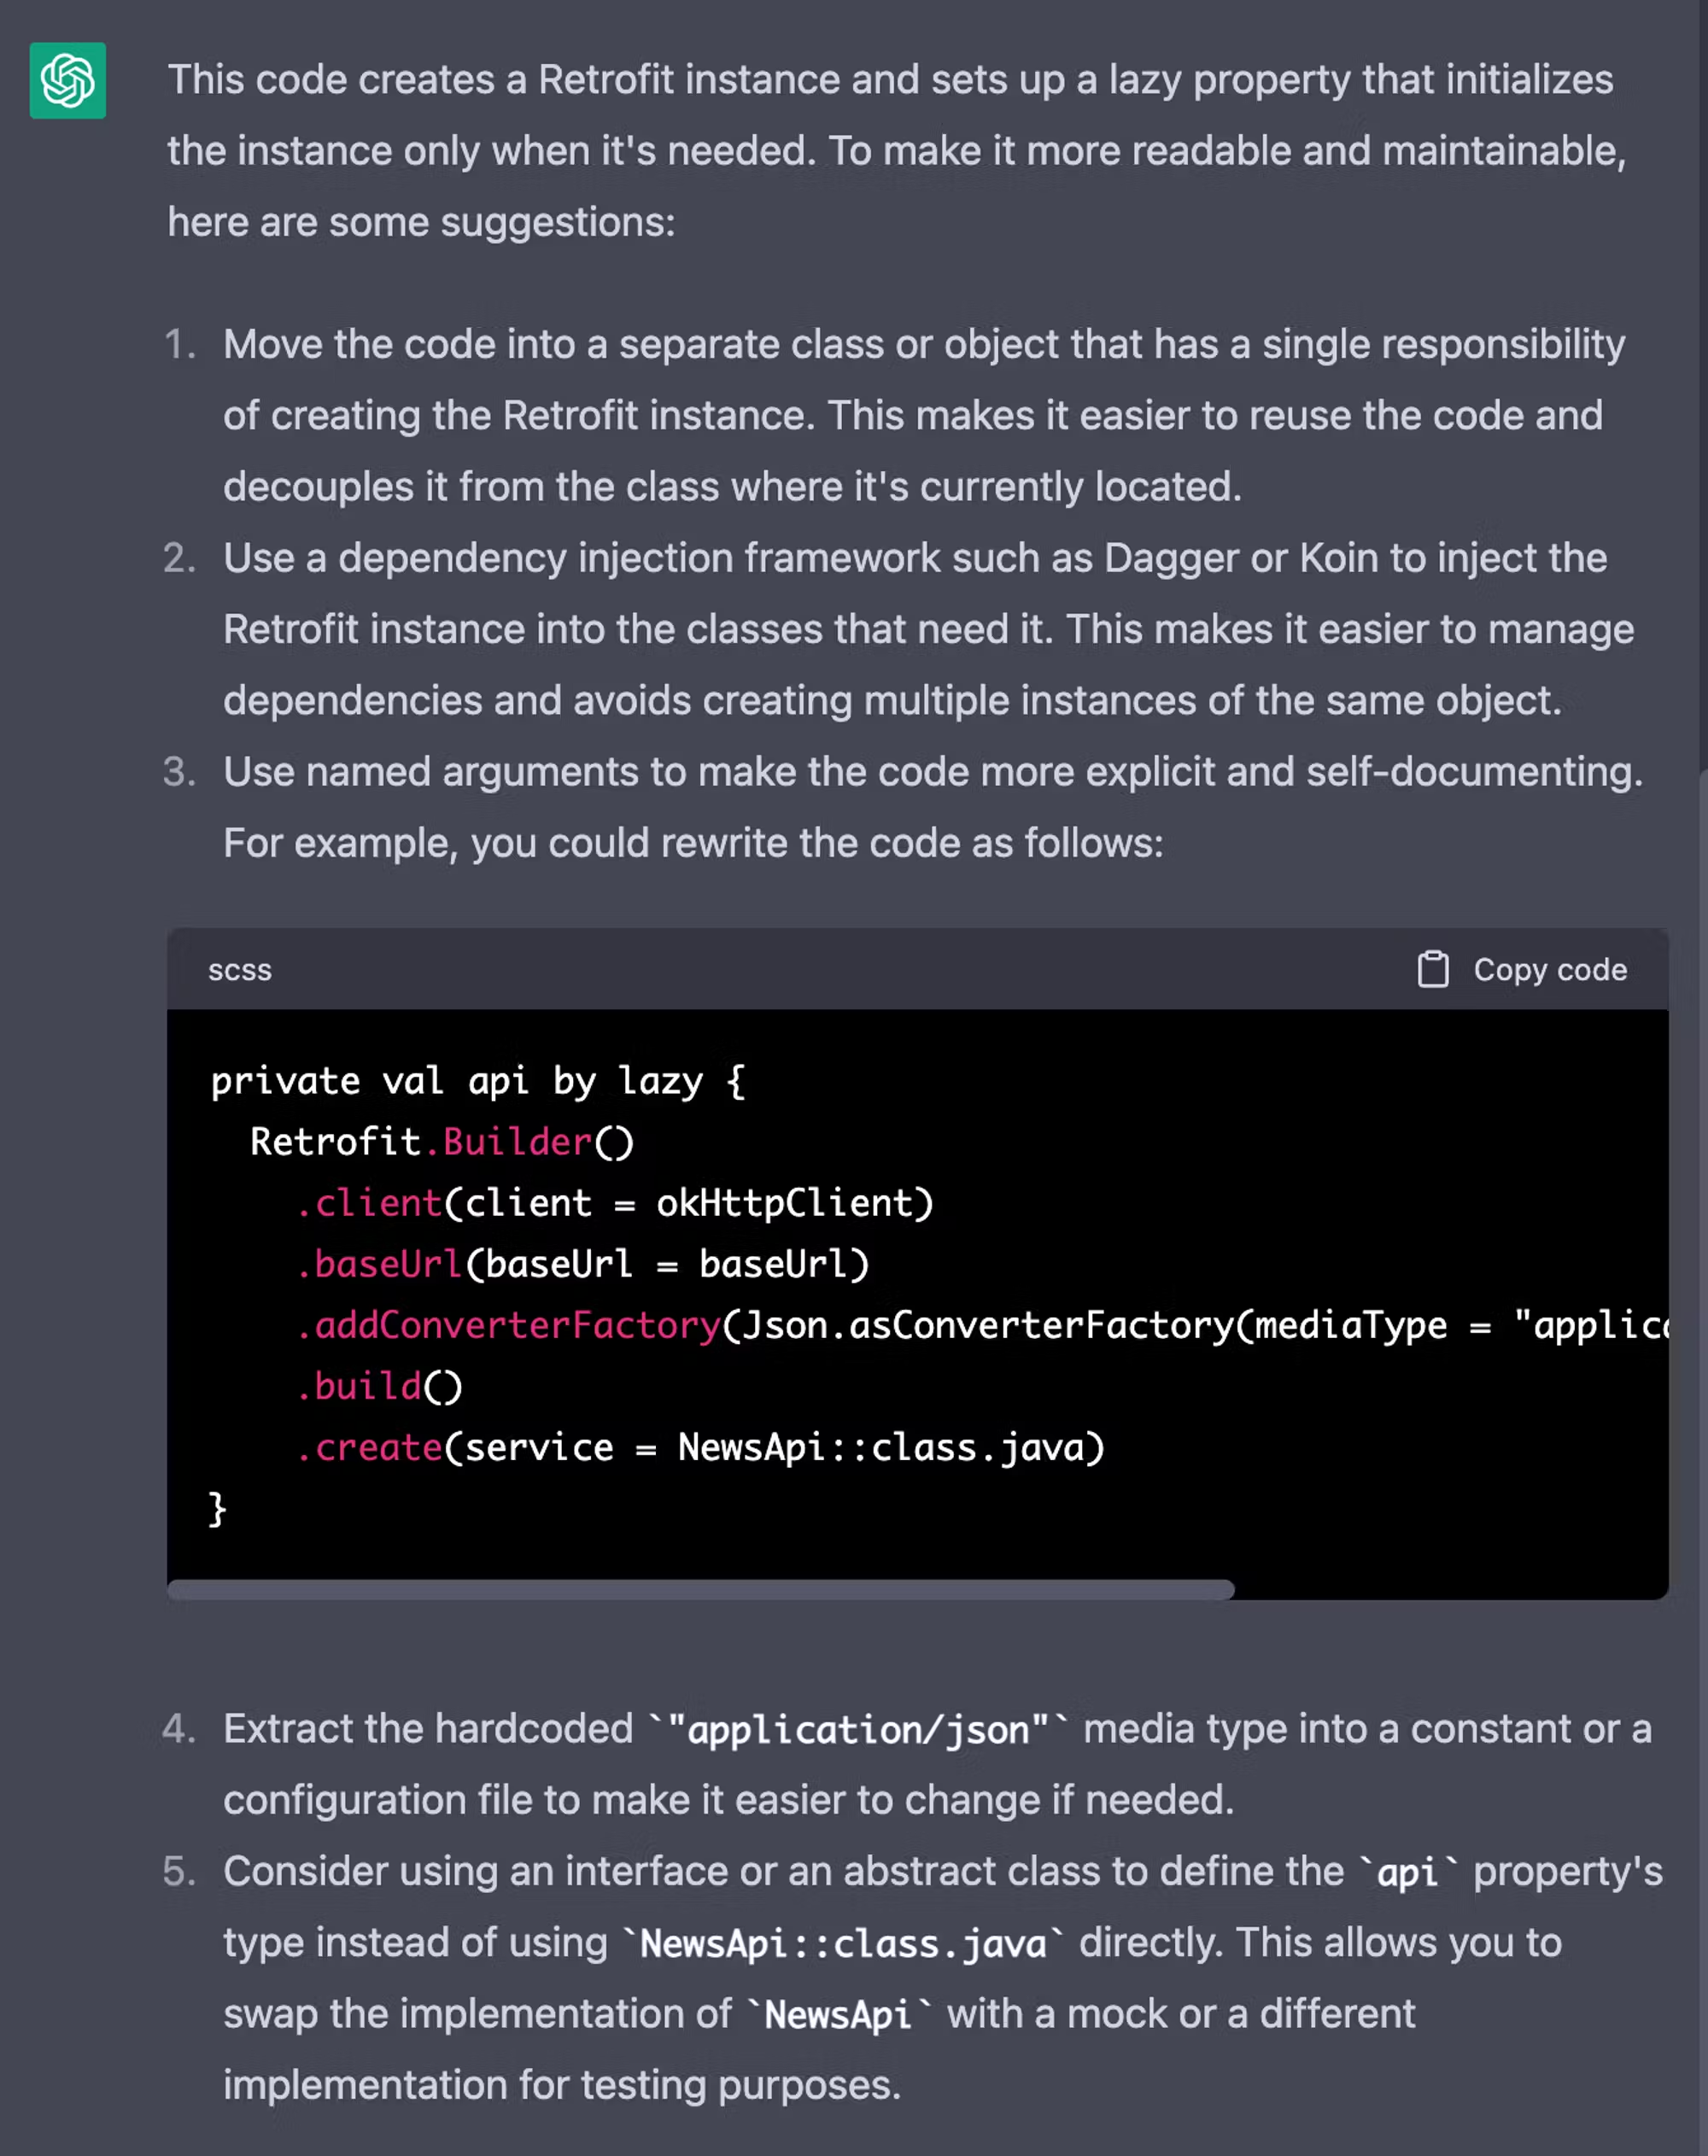 This code creates a Retrofit instance and sets up a lazy property that initializes
the instance only when it's needed. To make it more readable and maintainable,
here are some suggestions:
1. Move the code into a separate class or object that has a single responsibility
of creating the Retrofit instance. This makes it easier to reuse the code and
decouples it from the class where it's currently located.
2. Use a dependency injection framework such as Dagger or Koin to inject the
Retrofit instance into the classes that need it. This makes it easier to manage
dependencies and avoids creating multiple instances of the same object.
3. Use named arguments to make the code more explicit and self-documenting.
For example, you could rewrite the code as follows:
scss Copy code
private val api by lazy {
  Retrofit.Builder()
    .client(client = okHttpClient)
    .baseUrl(baseUrl = baseUrl)
    .addConverterFactory(Json.asConverterFactory(mediaType = "applic
    .build()
    .create(service = NewsApi::class.java)
}
4. Extract the hardcoded `"application/json"` media type into a constant or a
configuration file to make it easier to change if needed.
5. Consider using an interface or an abstract class to define the `api` property's
type instead of using `NewsApi::class.java` directly. This allows you to
swap the implementation of `NewsApi` with a mock or a different
implementation for testing purposes.